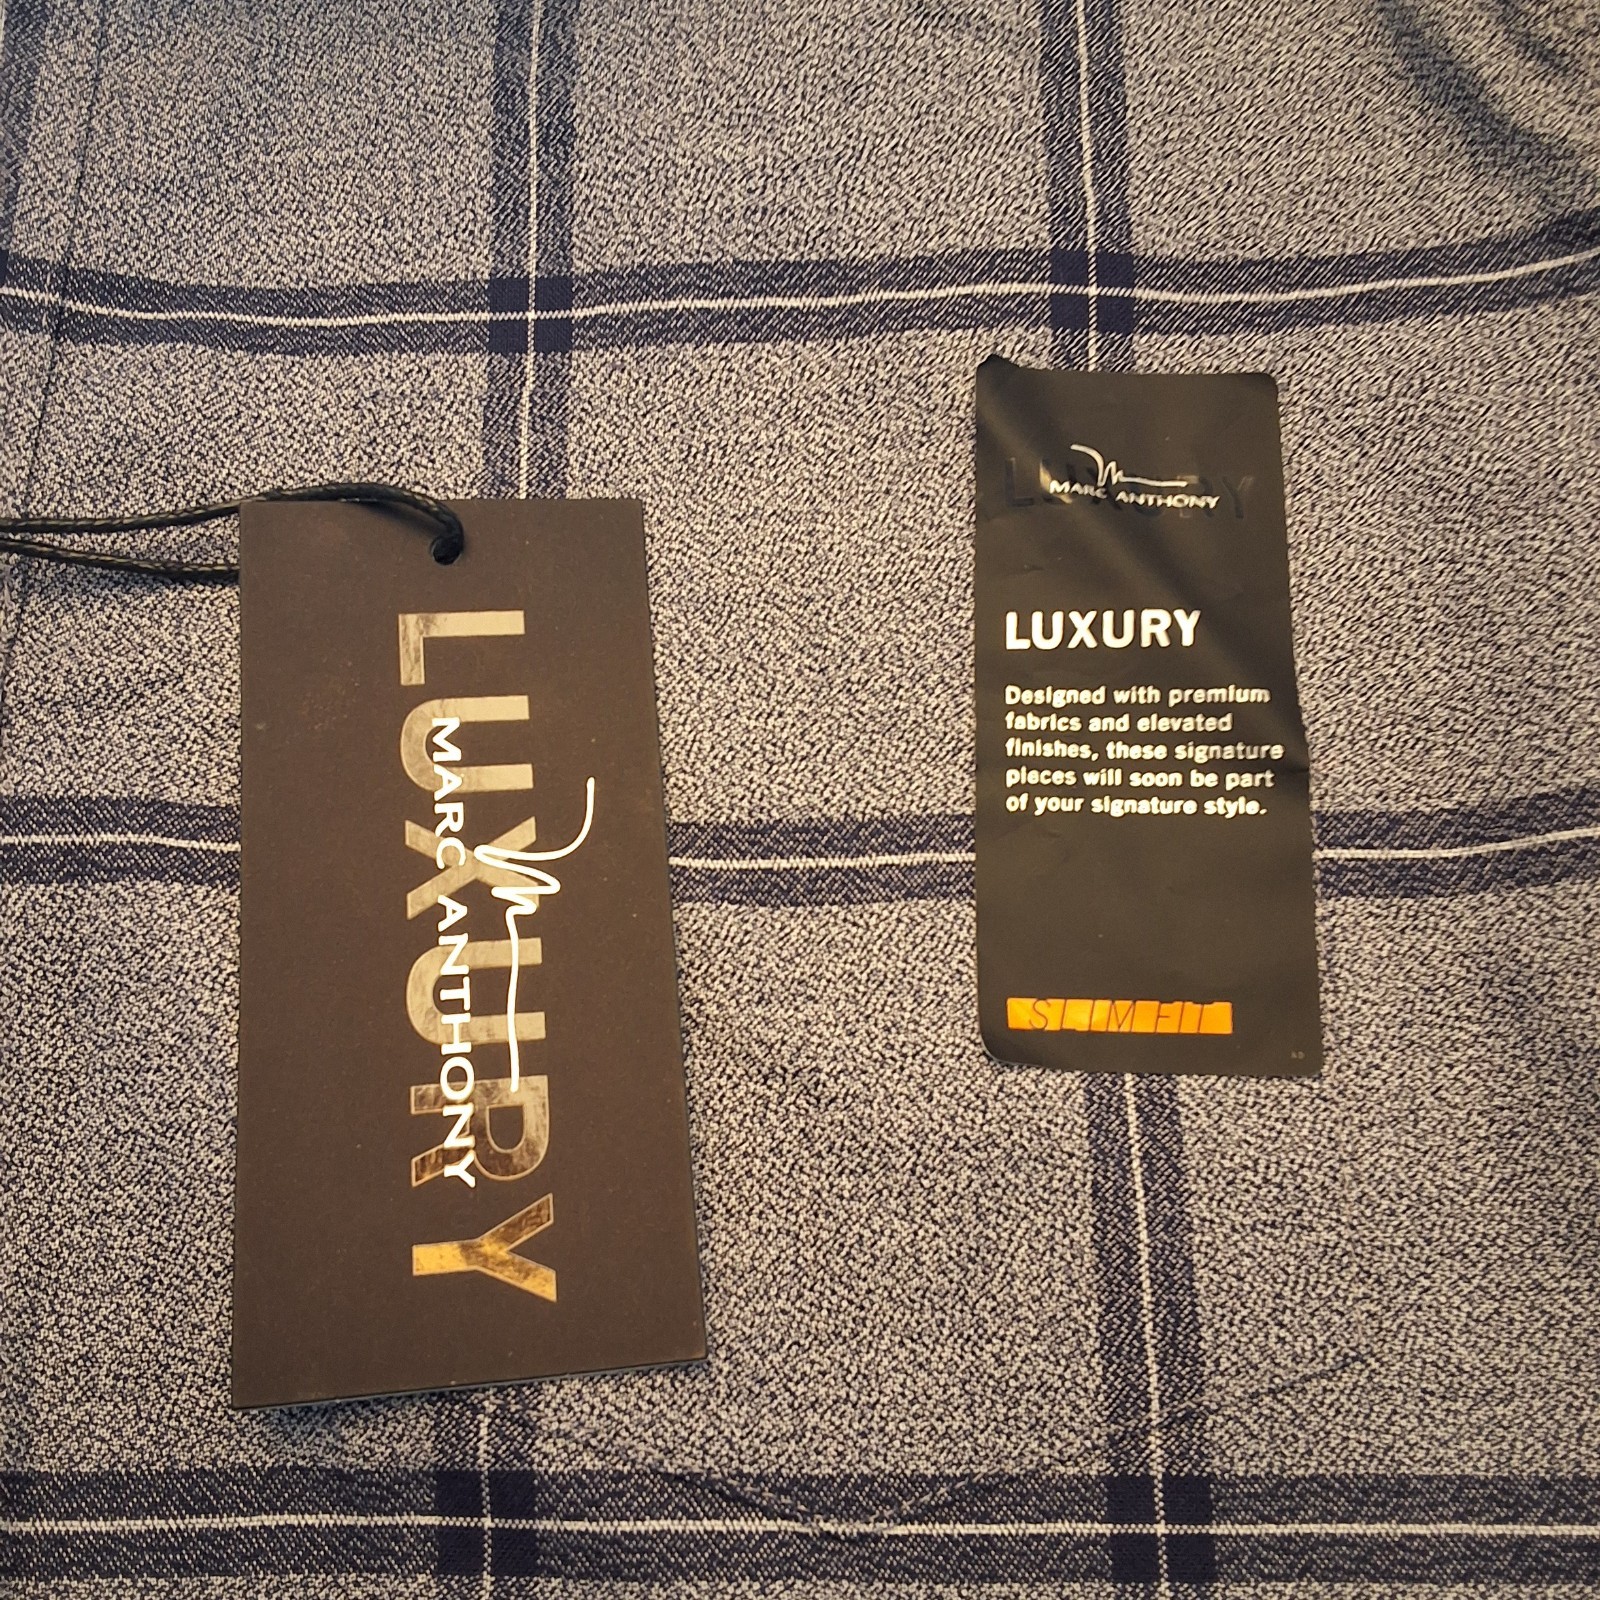 LUXURY
MARC ANTHONY
LUXURY
MARC ANTHONY
LUXURY
Designed with premium
fabrics and elevated
finishes, these signature
pieces will soon be part
of your signature style.
SLIM FIT